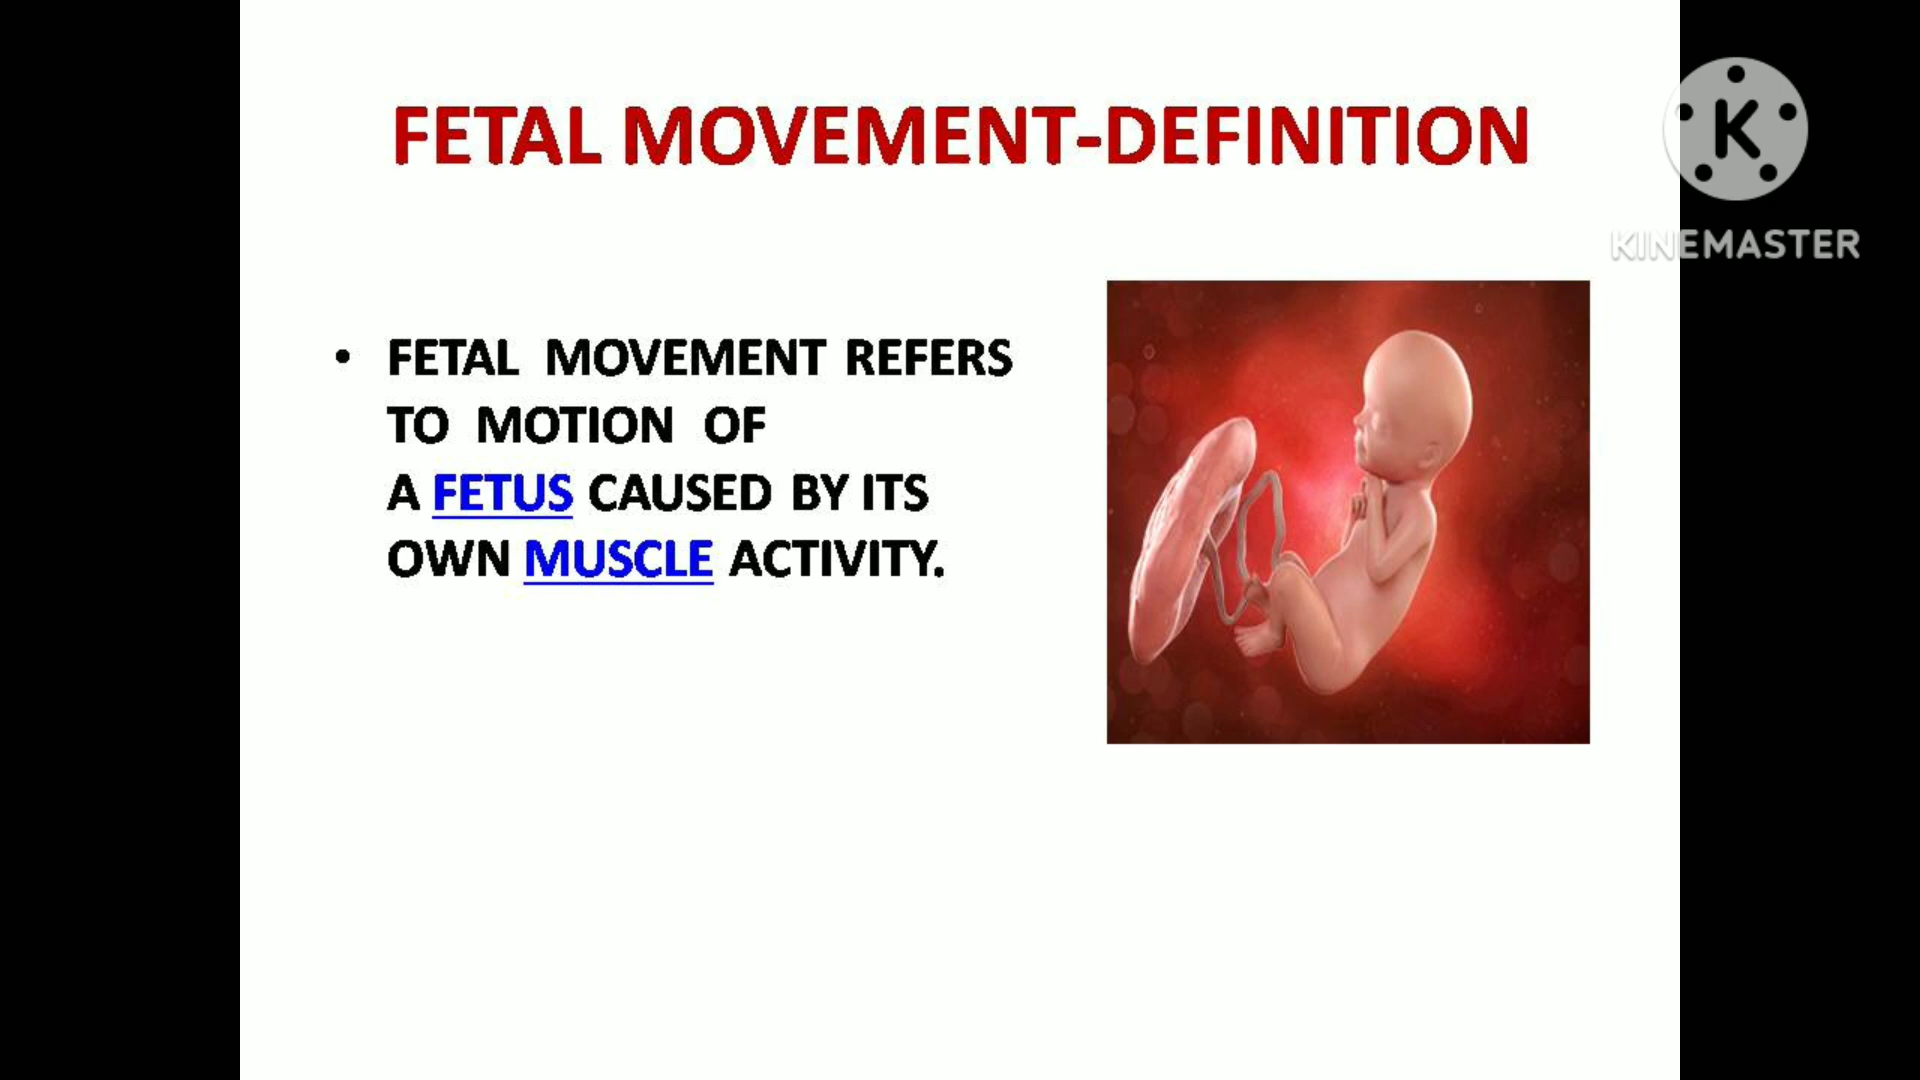 FETAL MOVEMENT-DEFINITION
K
KINEMASTER
• FETAL MOVEMENT REFERS
TO MOTION OF
A FETUS CAUSED BY ITS
OWN MUSCLE ACTIVITY.